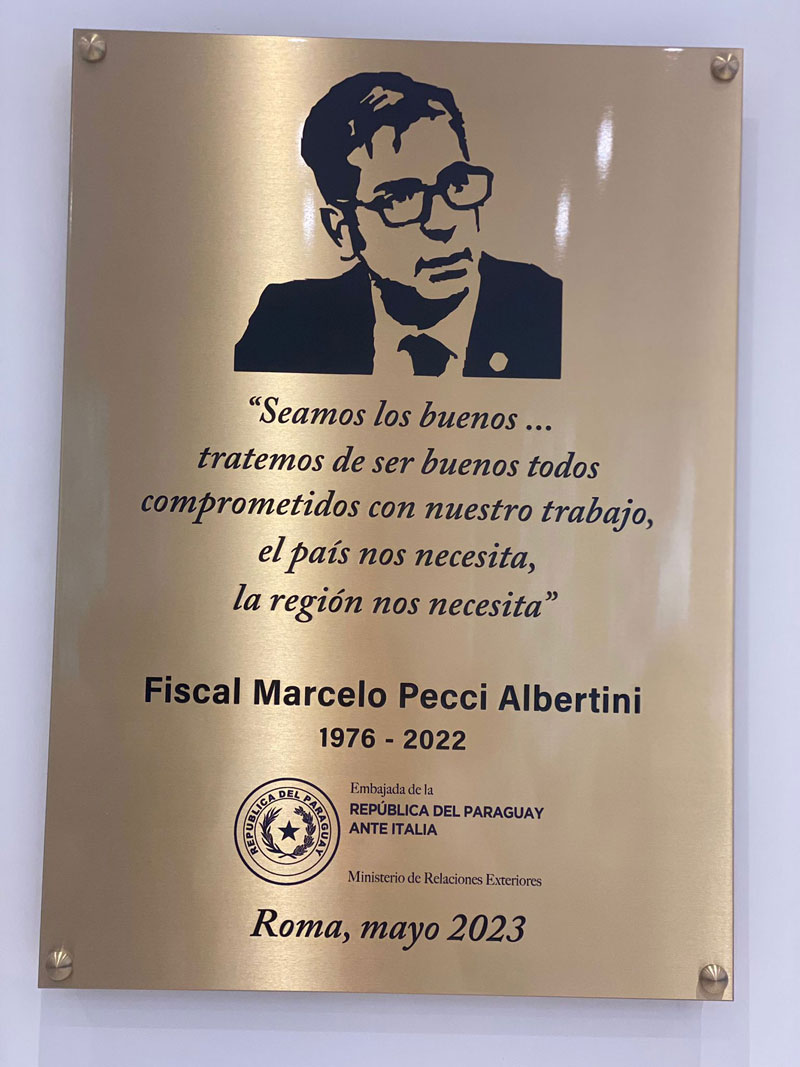 “Seamos los buenos ...
tratemos de ser buenos todos
comprometidos con nuestro trabajo,
el país nos necesita,
la región nos necesita”
Fiscal Marcelo Pecci Albertini
1976 - 2022
REPUBLICA DEL PARAGUAY
Embajada de la
REPÚBLICA DEL PARAGUAY
ANTE ITALIA
Ministerio de Relaciones Exteriores
Roma, mayo 2023